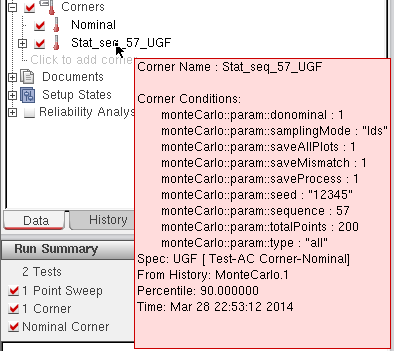 Corners
Nominal
Stat_seq_57_UGF
Click to add corner
Documents
Setup States
Reliability Analys
Data
History
Run Summary
2 Tests
1 Point Sweep
1 Corner
Nominal Corner
Corner Name : Stat_seq_57_UGF
Corner Conditions:
monteCarlo::param::donominal : 1
monteCarlo::param::samplingMode : "lds"
monteCarlo::param::saveAllPlots : 1
monteCarlo::param::saveMismatch : 1
monteCarlo::param::saveProcess : 1
monteCarlo::param::seed : "12345"
monteCarlo::param::sequence : 57
monteCarlo::param::totalPoints : 200
monteCarlo::param::type : "all"
Spec: UGF [ Test-AC Corner-Nominal]
From History: MonteCarlo.1
Percentile: 90.000000
Time: Mar 28 22:53:12 2014